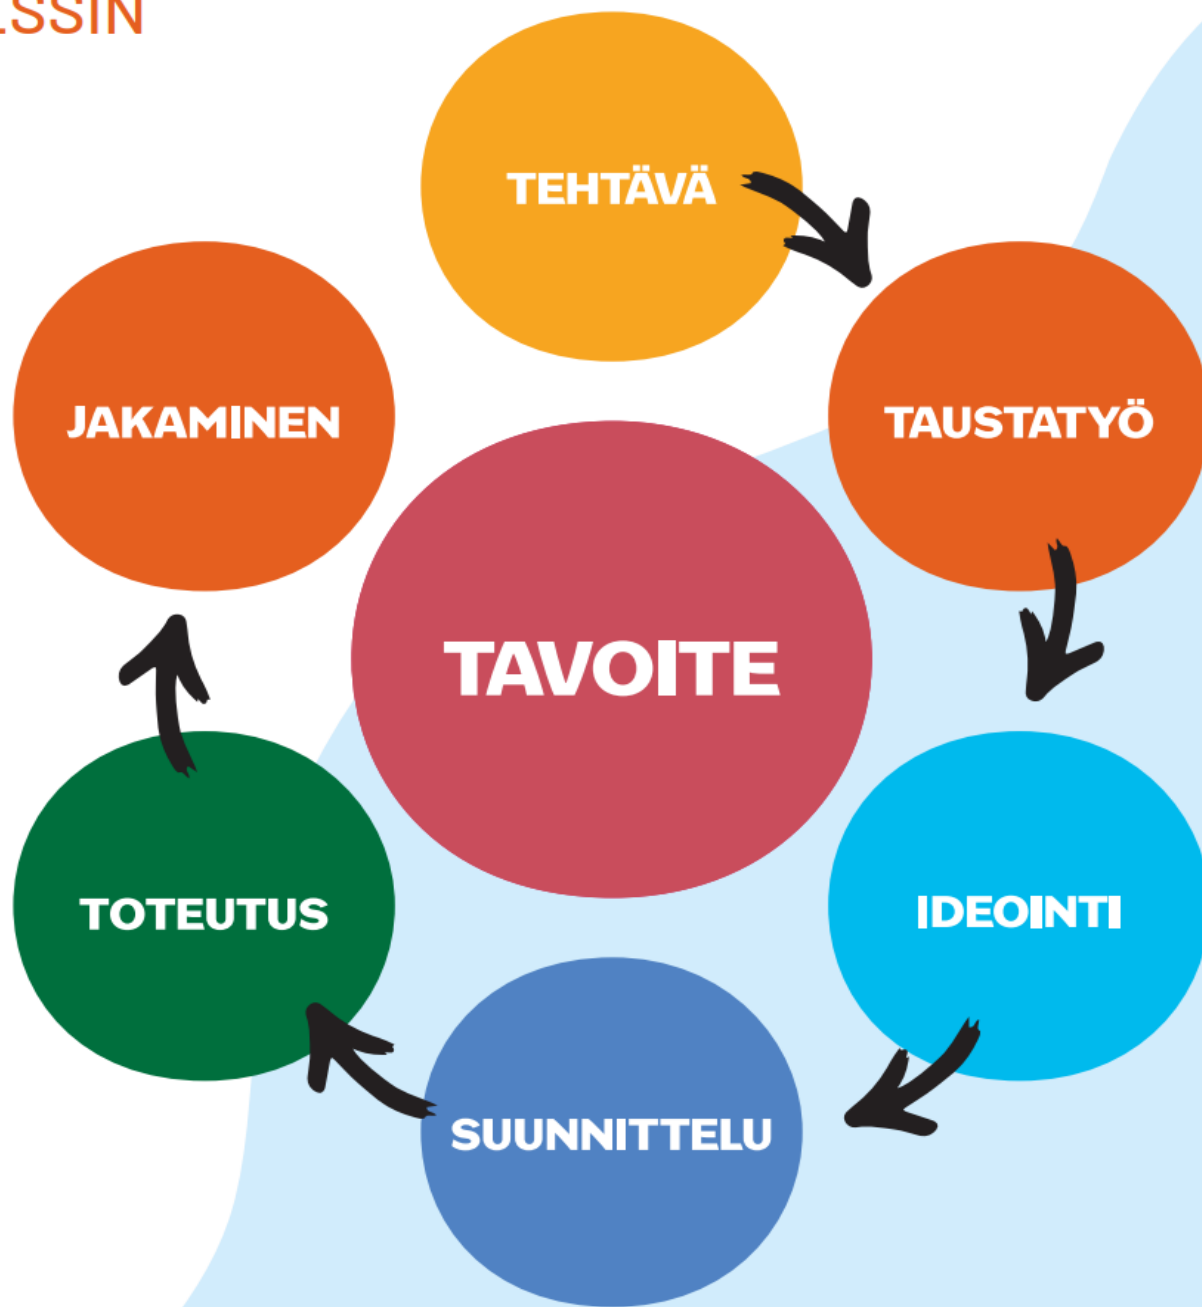 TEHTÄVÄ
TAUSTATYÖ
IDEOINTI
SUUNNITTELU
TOTEUTUS
JAKAMINEN
TAVOITE